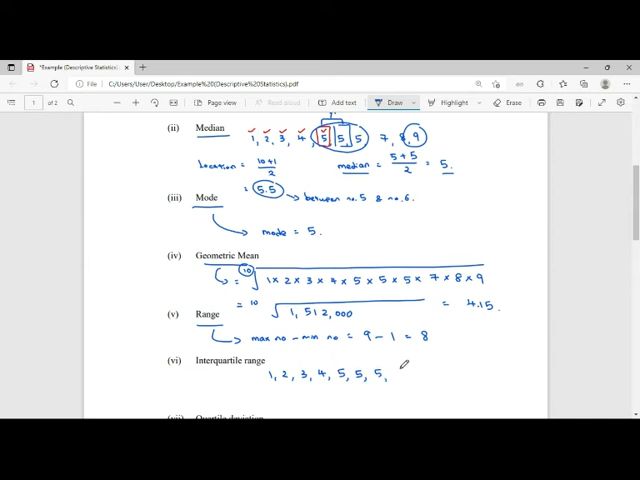 *Example (Descriptive Statistics).
C:/Users/User/Desktop/Example%20(Descriptive%20Statistics).pdf
1 of 2
Page view
Read aloud
Add text
Draw
Highlight
Erase
(ii) Median
1, 2, 3, 4, 5, 5, 5 7, 8, 9
Location = 10+1 / 2
median = 5+5 / 2 = 5.
= 5.5 → between no.5 & no.6.
(iii) Mode
mode = 5.
(iv) Geometric Mean
= 10√1 × 2 × 3 × 4 × 5 × 5 × 5 × 7 × 8 × 9
= 10√1,512,000 = 4.15.
(v) Range
max no - min no = 9 - 1 = 8
(vi) Interquartile range
1, 2, 3, 4, 5, 5, 5,
(vii) Quartile deviation